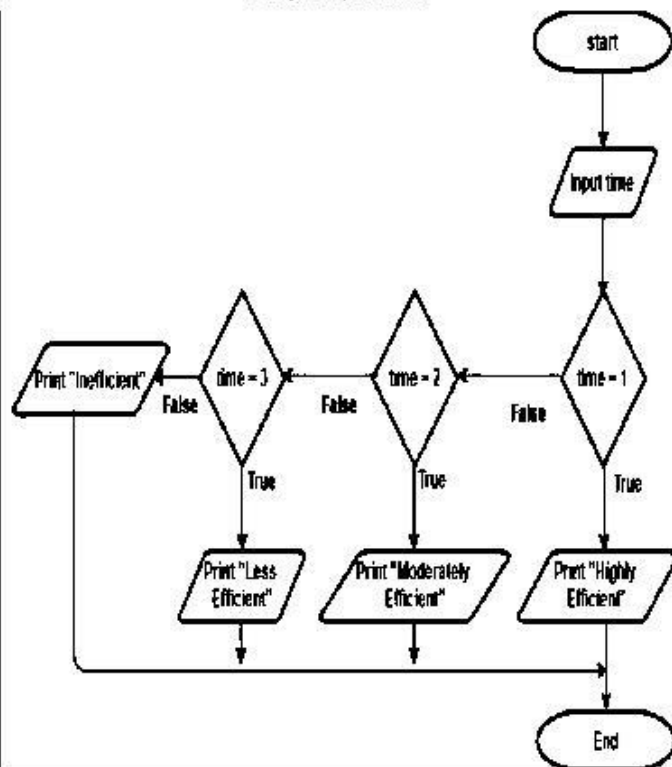 start
Input time
time = 1
False
True
time = 2
False
True
time = 3
False
True
Print "Inefficient"
Print "Less
Efficient"
Print "Moderately
Efficient"
Print "Highly
Efficient"
End